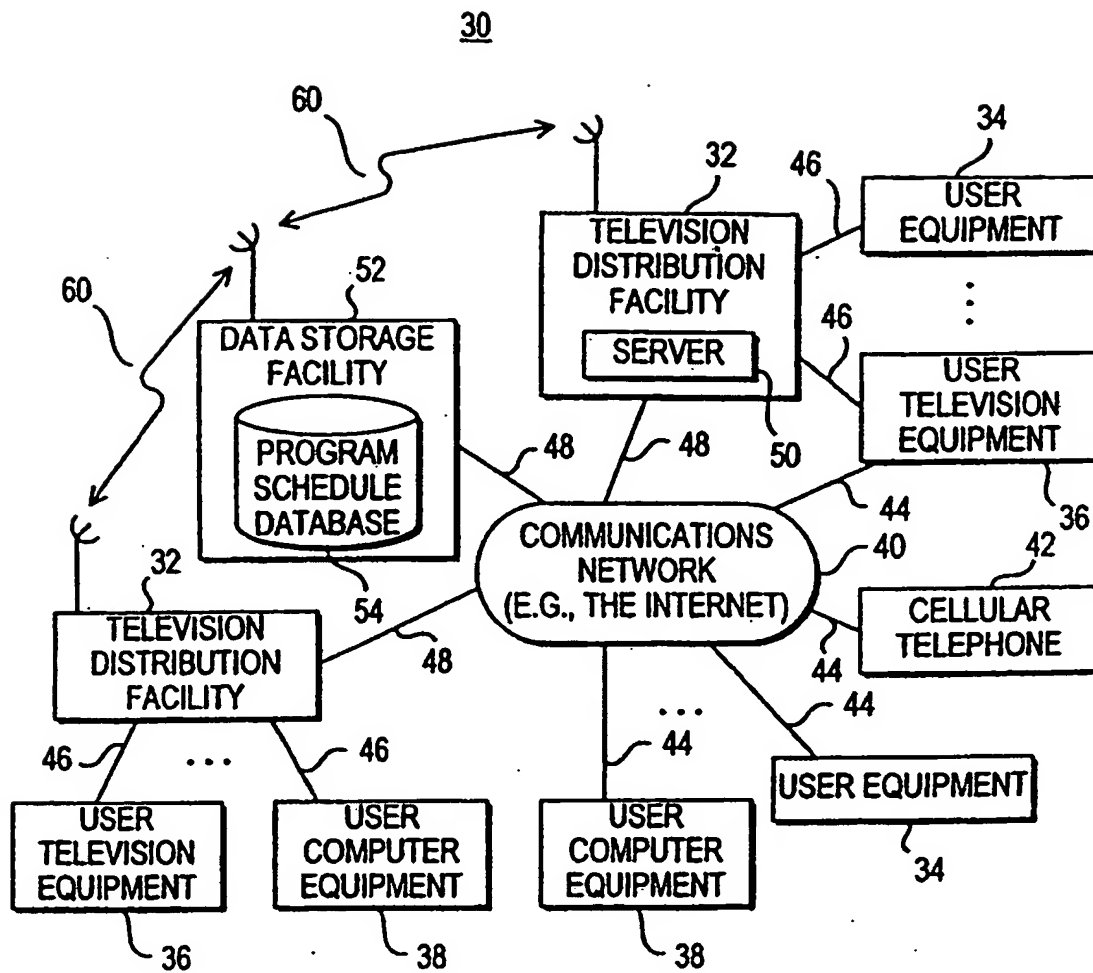 30
60
32
34
46
USER
EQUIPMENT
TELEVISION
DISTRIBUTION
FACILITY
SERVER
50
46
USER
TELEVISION
EQUIPMENT
36
60
52
DATA STORAGE
FACILITY
PROGRAM
SCHEDULE
DATABASE
54
48
48
44
COMMUNICATIONS
NETWORK
(E.G., THE INTERNET)
40
42
CELLULAR
TELEPHONE
44
32
TELEVISION
DISTRIBUTION
FACILITY
48
46
...
46
44
...
44
USER
TELEVISION
EQUIPMENT
36
USER
COMPUTER
EQUIPMENT
38
USER
COMPUTER
EQUIPMENT
38
USER EQUIPMENT
34